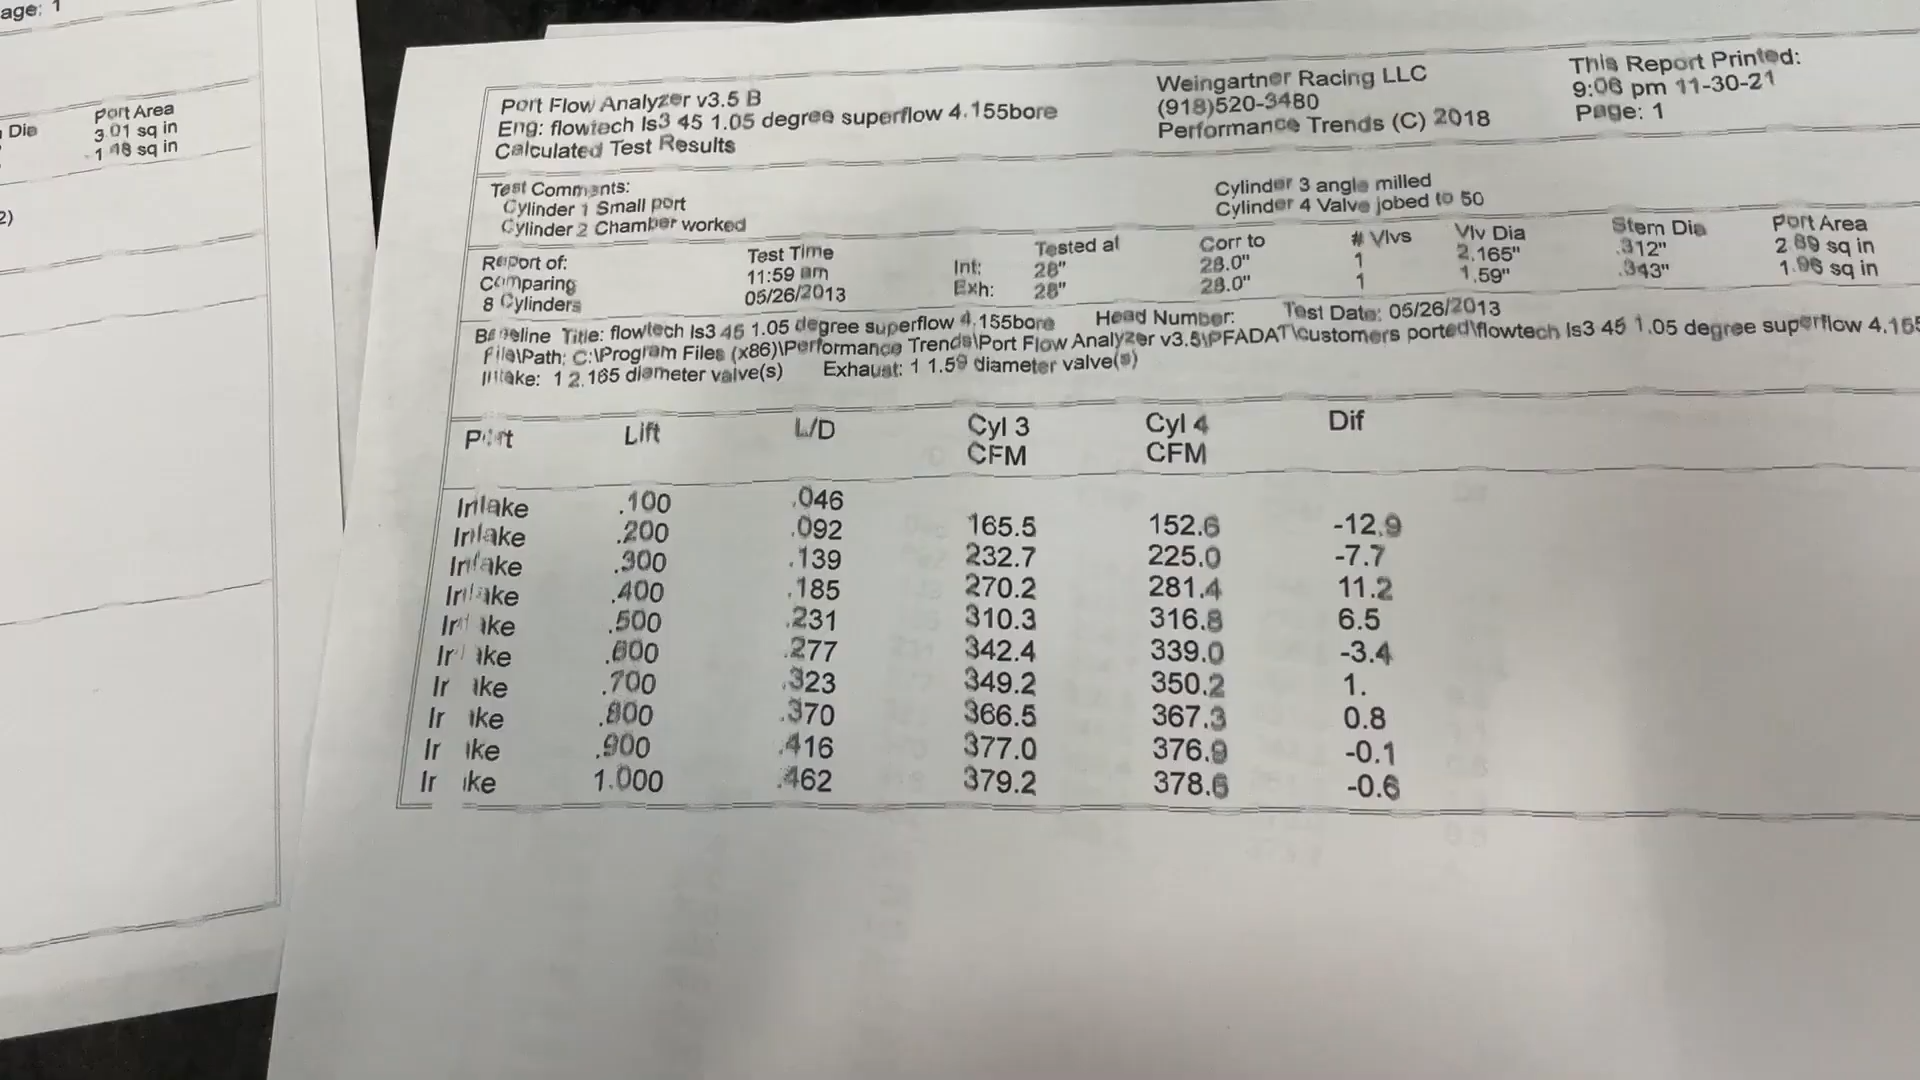 age: 1
Dia
Port Area
3.01 sq in
sq in
2)
Port Flow Analyzer v3.5 B
Eng: flowtech ls3 45 1.05 degree superflow 4.155bore
Calculated Test Results
Weingartner Racing LLC
(918)520-3480
Performance Trends (C) 2018
This Report Printed:
9:06 pm 11-30-21
Page: 1
Test Comments:
Cylinder 1 Small port
Cylinder 2 Chamber worked
Cylinder 3 angle milled
Cylinder 4 Valve jobed to 50
Report of: Test Time Tested at Corr to # Vlvs Vlv Dia Stem Dia Port Area
Comparing 11:59 am Int: 28" 28.0" 1 2.165" .312" 2.89 sq in
8 Cylinders 05/26/2013 Exh: 28" 28.0" 1 1.59" .343" 1.96 sq in
Baseline Title: flowtech ls3 45 1.05 degree superflow 4.155bore Head Number: Test Date: 05/26/2013
File\Path: C:\Program Files (x86)\Performance Trends\Port Flow Analyzer v3.5\PFADAT\customers ported\flowtech ls3 45 1.05 degree superflow 4.155
Intake: 1 2.165 diameter valve(s) Exhaust: 1 1.59 diameter valve(s)
Port Lift L/D Cyl 3 Cyl 4 Dif
CFM CFM
Intake .100 .046
Intake .200 .092 165.5 152.6 -12.9
Intake .300 .139 232.7 225.0 -7.7
Intake .400 .185 270.2 281.4 11.2
Intake .500 .231 310.3 316.8 6.5
Intake .600 .277 342.4 339.0 -3.4
Intake .700 .323 349.2 350.2 1.
Intake .800 .370 366.5 367.3 0.8
Intake .900 .416 377.0 376.9 -0.1
Intake 1.000 .462 379.2 378.6 -0.6